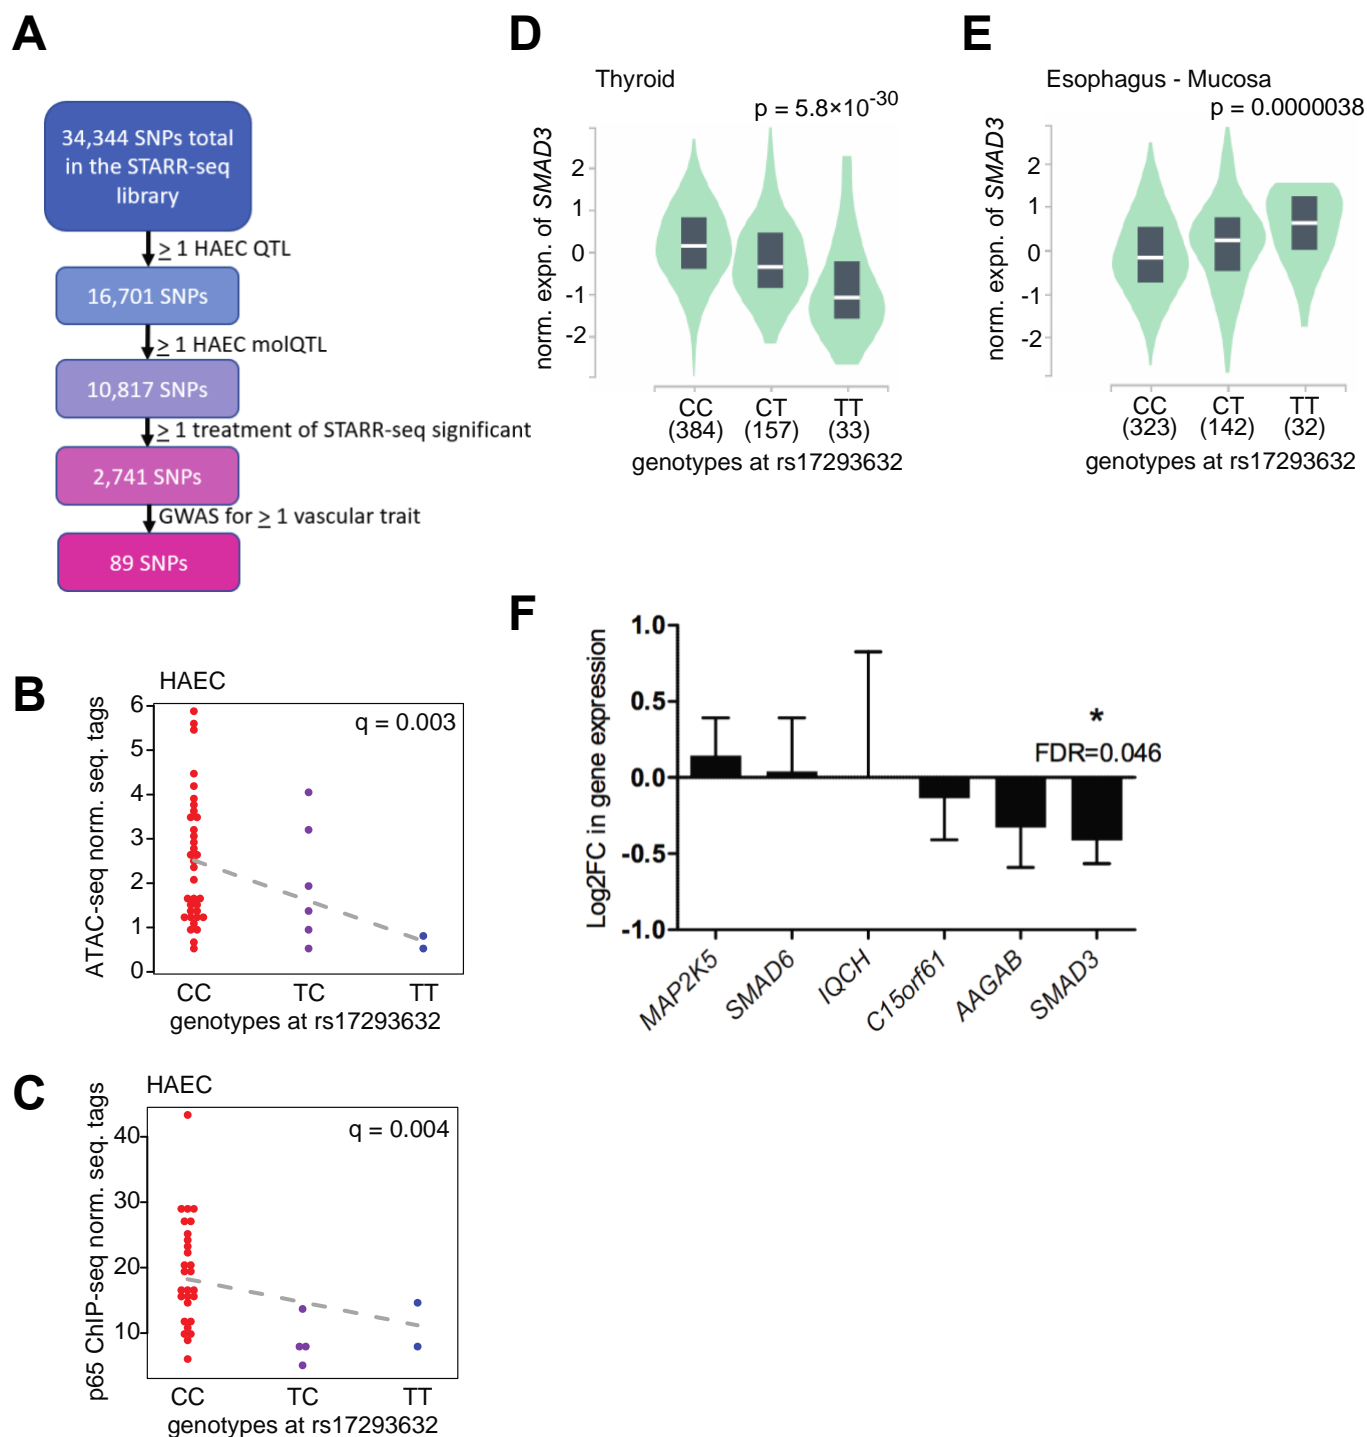 A
34,344 SNPs total
in the STARR-seq
library
≥ 1 HAEC QTL
16,701 SNPs
≥ 1 HAEC molQTL
10,817 SNPs
≥ 1 treatment of STARR-seq significant
2,741 SNPs
GWAS for ≥ 1 vascular trait
89 SNPs
B
HAEC
q = 0.003
ATAC-seq norm. seq. tags
6
5
4
3
2
1
0
CC TC TT
genotypes at rs17293632
C
HAEC
q = 0.004
p65 ChIP-seq norm. seq. tags
40
30
20
10
CC TC TT
genotypes at rs17293632
D
Thyroid
p = 5.8×10-30
norm. expn. of SMAD3
2
1
0
-1
-2
CC CT TT
(384) (157) (33)
genotypes at rs17293632
E
Esophagus - Mucosa
p = 0.0000038
norm. expn. of SMAD3
2
1
0
-1
-2
CC CT TT
(323) (142) (32)
genotypes at rs17293632
F
Log2FC in gene expression
1.0
0.5
0.0
-0.5
-1.0
*
FDR=0.046
MAP2K5
SMAD6
IQCH
C15orf61
AAGAB
SMAD3